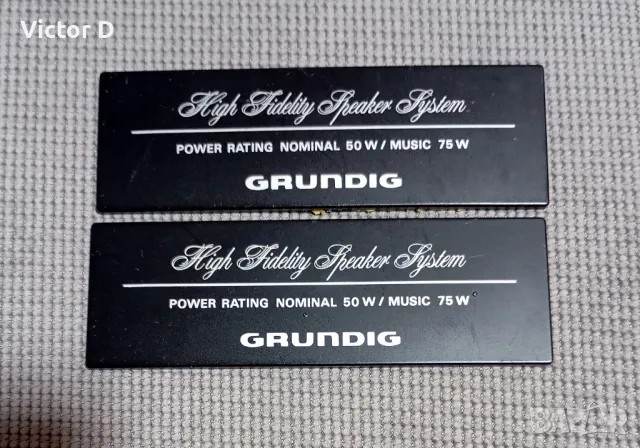 Victor D
High Fidelity Speaker System
POWER RATING NOMINAL 50 W / MUSIC 75 W
GRUNDIG
High Fidelity Speaker System
POWER RATING NOMINAL 50 W / MUSIC 75 W
GRUNDIG